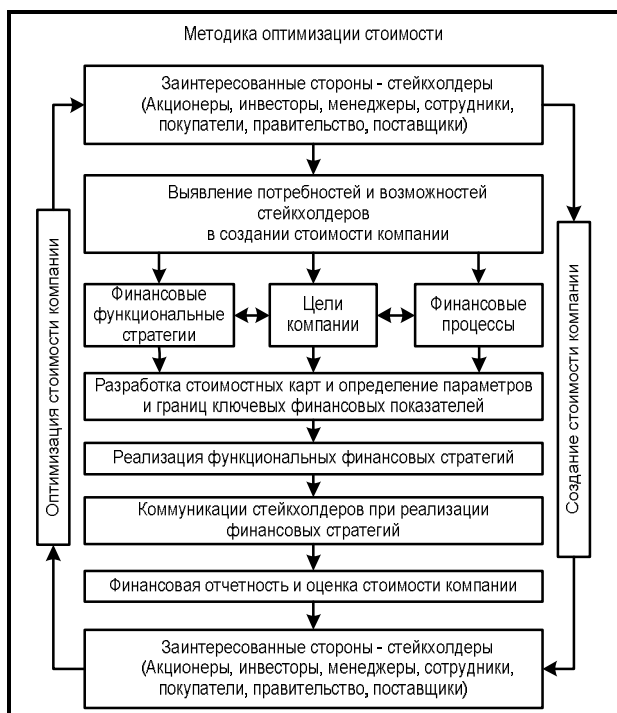 Методика оптимизации стоимости
Заинтересованные стороны - стейкхолдеры
(Акционеры, инвесторы, менеджеры, сотрудники,
покупатели, правительство, поставщики)
Выявление потребностей и возможностей
стейкхолдеров
в создании стоимости компании
Финансовые
функциональные
стратегии
Цели
компании
Финансовые
процессы
Разработка стоимостных карт и определение параметров
и границ ключевых финансовых показателей
Реализация функциональных финансовых стратегий
Коммуникации стейкхолдеров при реализации
финансовых стратегий
Финансовая отчетность и оценка стоимости компании
Заинтересованные стороны - стейкхолдеры
(Акционеры, инвесторы, менеджеры, сотрудники,
покупатели, правительство, поставщики)
Оптимизация стоимости компании
Создание стоимости компании